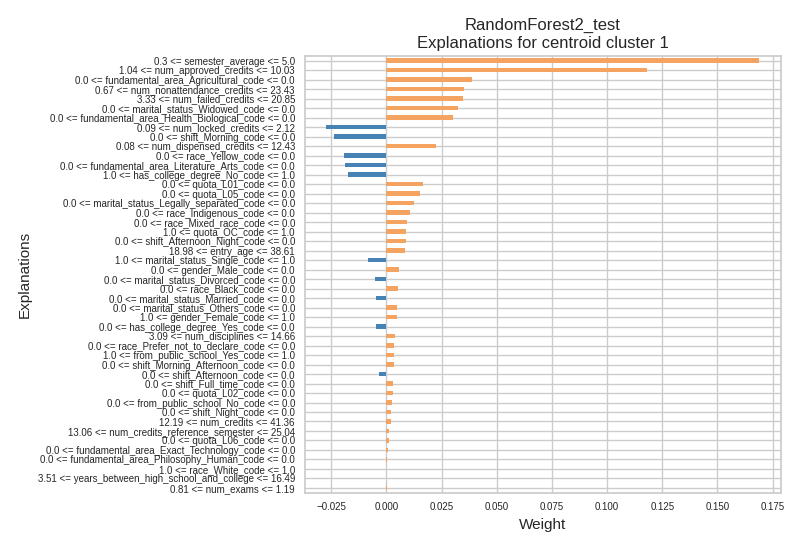 RandomForest2_test
Explanations for centroid cluster 1
Explanations
0.3 <= semester_average <= 5.0
1.04 <= num_approved_credits <= 10.03
0.0 <= fundamental_area_Agricultural_code <= 0.0
0.67 <= num_nonattendance_credits <= 23.43
3.33 <= num_failed_credits <= 20.85
0.0 <= marital_status_Widowed_code <= 0.0
0.0 <= fundamental_area_Health_Biological_code <= 0.0
0.09 <= num_locked_credits <= 2.12
0.0 <= shift_Morning_code <= 0.0
0.08 <= num_dispensed_credits <= 12.43
0.0 <= race_Yellow_code <= 0.0
0.0 <= fundamental_area_Literature_Arts_code <= 0.0
1.0 <= has_college_degree_No_code <= 1.0
0.0 <= quota_L01_code <= 0.0
0.0 <= quota_L05_code <= 0.0
0.0 <= marital_status_Legally_separated_code <= 0.0
0.0 <= race_Indigenous_code <= 0.0
0.0 <= race_Mixed_race_code <= 0.0
1.0 <= quota_OC_code <= 1.0
0.0 <= shift_Afternoon_Night_code <= 0.0
18.98 <= entry_age <= 38.61
1.0 <= marital_status_Single_code <= 1.0
0.0 <= gender_Male_code <= 0.0
0.0 <= marital_status_Divorced_code <= 0.0
0.0 <= race_Black_code <= 0.0
0.0 <= marital_status_Married_code <= 0.0
0.0 <= marital_status_Others_code <= 0.0
1.0 <= gender_Female_code <= 1.0
0.0 <= has_college_degree_Yes_code <= 0.0
3.09 <= num_disciplines <= 14.66
0.0 <= race_Prefer_not_to_declare_code <= 0.0
1.0 <= from_public_school_Yes_code <= 1.0
0.0 <= shift_Morning_Afternoon_code <= 0.0
0.0 <= shift_Afternoon_code <= 0.0
0.0 <= shift_Full_time_code <= 0.0
0.0 <= quota_L02_code <= 0.0
0.0 <= from_public_school_No_code <= 0.0
0.0 <= shift_Night_code <= 0.0
12.19 <= num_credits <= 41.36
13.06 <= num_credits_reference_semester <= 25.04
0.0 <= quota_L06_code <= 0.0
0.0 <= fundamental_area_Exact_Technology_code <= 0.0
0.0 <= fundamental_area_Philosophy_Human_code <= 0.0
1.0 <= race_White_code <= 1.0
3.51 <= years_between_high_school_and_college <= 16.49
0.81 <= num_exams <= 1.19
−0.025 0.000 0.025 0.050 0.075 0.100 0.125 0.150 0.175
Weight